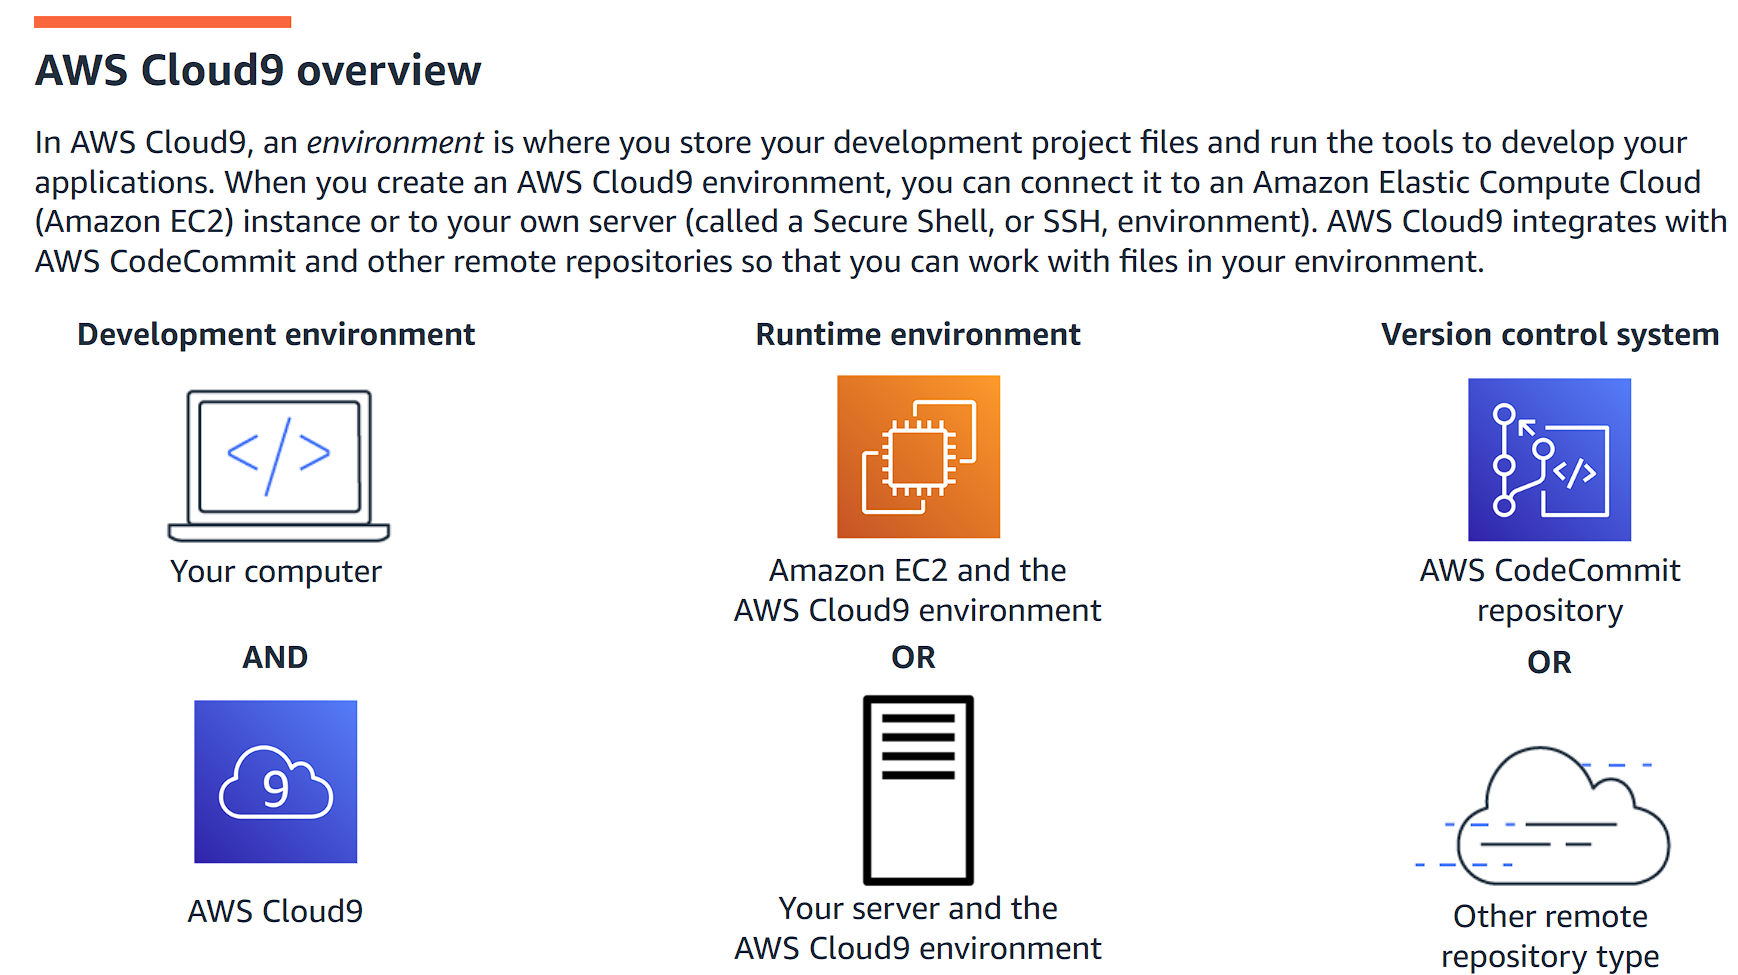 AWS Cloud9 overview
In AWS Cloud9, an environment is where you store your development project files and run the tools to develop your
applications. When you create an AWS Cloud9 environment, you can connect it to an Amazon Elastic Compute Cloud
(Amazon EC2) instance or to your own server (called a Secure Shell, or SSH, environment). AWS Cloud9 integrates with
AWS CodeCommit and other remote repositories so that you can work with files in your environment.
Development environment
</>
Your computer
AND
9
AWS Cloud9
Runtime environment
Amazon EC2 and the
AWS Cloud9 environment
OR
Your server and the
AWS Cloud9 environment
Version control system
</>
AWS CodeCommit
repository
OR
Other remote
repository type